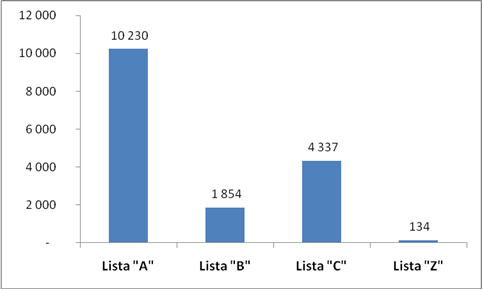 12 000
10 000
8 000
6 000
4 000
2 000
-
10 230
1 854
4 337
134
Lista "A"
Lista "B"
Lista "C"
Lista "Z"